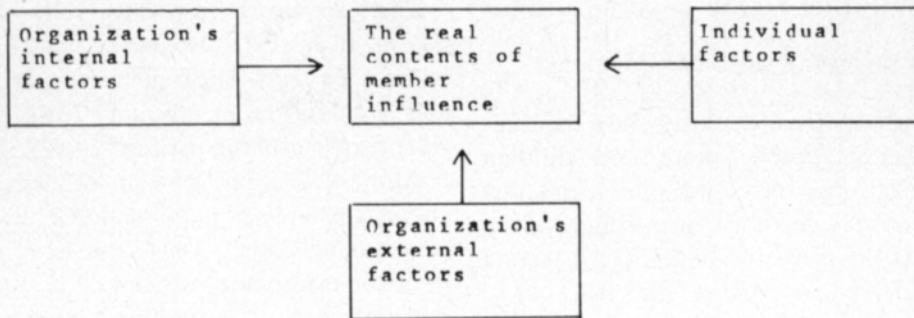 Organization's
internal
factors
The real
contents of
member
influence
Individual
factors
Organization's
external
factors